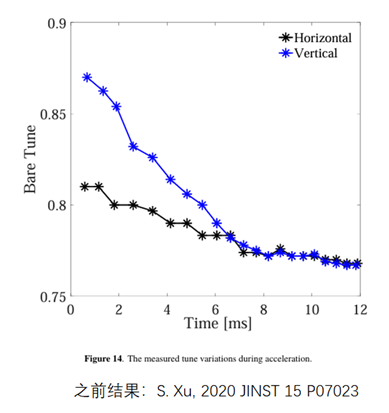 0.9
0.85
0.8
0.75
Bare Tune
Horizontal
Vertical
0 2 4 6 8 10 12
Time [ms]
Figure 14. The measured tune variations during acceleration.
之前结果：S. Xu, 2020 JINST 15 P07023